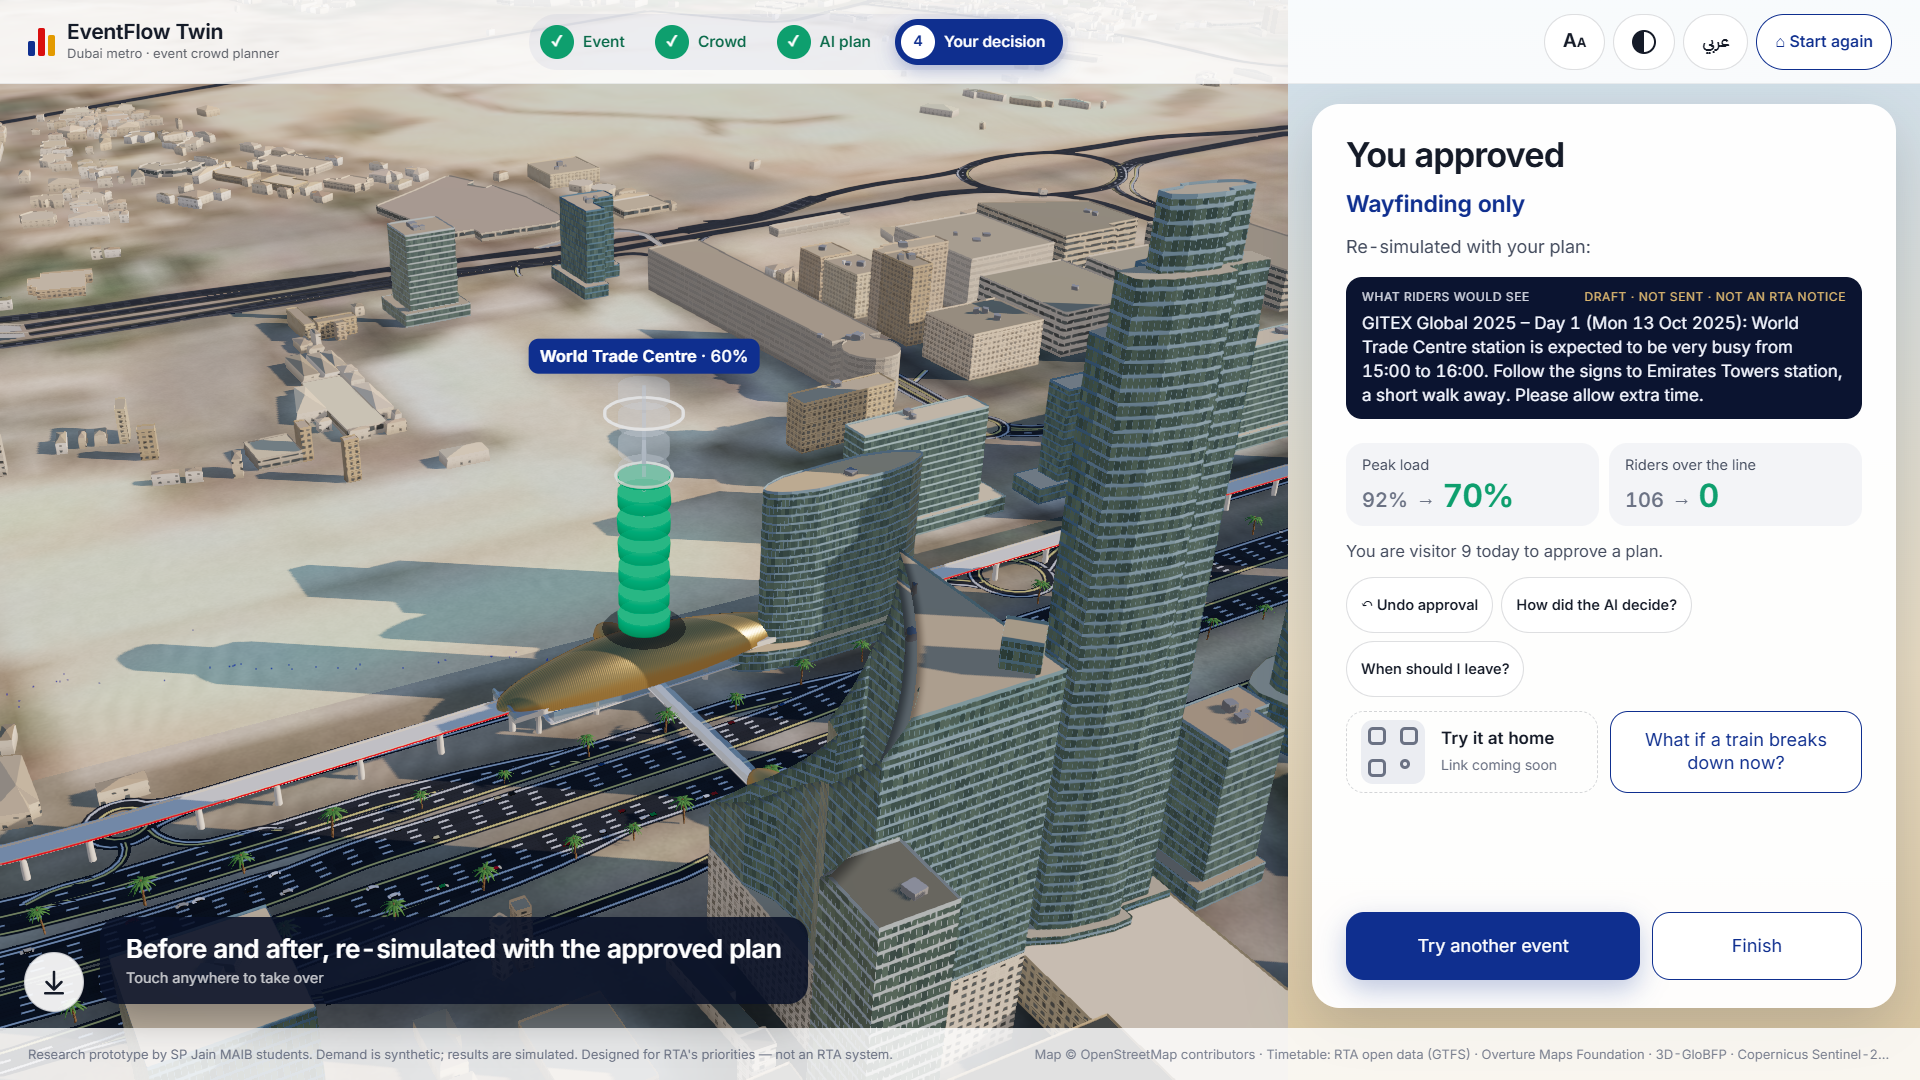 EventFlow Twin
Dubai metro · event crowd planner
Event
Crowd
AI plan
4 Your decision
AA
عربي
⌂ Start again
World Trade Centre · 60%
You approved
Wayfinding only
Re-simulated with your plan:
WHAT RIDERS WOULD SEE
DRAFT · NOT SENT · NOT AN RTA NOTICE
GITEX Global 2025 – Day 1 (Mon 13 Oct 2025): World
Trade Centre station is expected to be very busy from
15:00 to 16:00. Follow the signs to Emirates Towers station,
a short walk away. Please allow extra time.
Peak load
92% → 70%
Riders over the line
106 → 0
You are visitor 9 today to approve a plan.
↶ Undo approval
How did the AI decide?
When should I leave?
Try it at home
Link coming soon
What if a train breaks
down now?
Try another event
Finish
Before and after, re-simulated with the approved plan
Touch anywhere to take over
Research prototype by SP Jain MAIB students. Demand is synthetic; results are simulated. Designed for RTA's priorities — not an RTA system.
Map © OpenStreetMap contributors · Timetable: RTA open data (GTFS) · Overture Maps Foundation · 3D-GloBFP · Copernicus Sentinel-2...